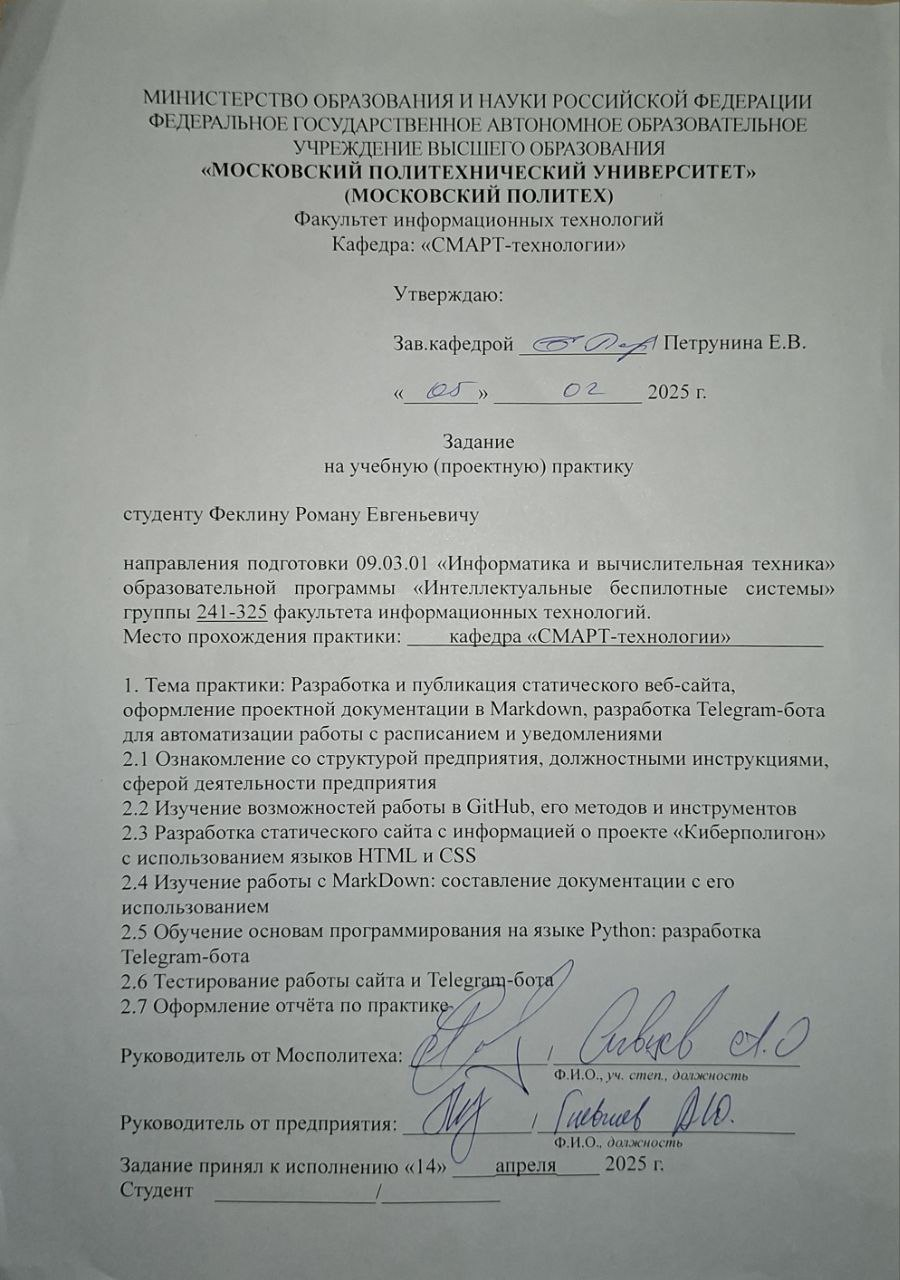 МИНИСТЕРСТВО ОБРАЗОВАНИЯ И НАУКИ РОССИЙСКОЙ ФЕДЕРАЦИИ
ФЕДЕРАЛЬНОЕ ГОСУДАРСТВЕННОЕ АВТОНОМНОЕ ОБРАЗОВАТЕЛЬНОЕ
УЧРЕЖДЕНИЕ ВЫСШЕГО ОБРАЗОВАНИЯ
«МОСКОВСКИЙ ПОЛИТЕХНИЧЕСКИЙ УНИВЕРСИТЕТ»
(МОСКОВСКИЙ ПОЛИТЕХ)
Факультет информационных технологий
Кафедра: «СМАРТ-технологии»
Утверждаю:
Зав.кафедрой / Петрунина Е.В.
«05» 02 2025 г.
Задание
на учебную (проектную) практику
студенту Феклину Роману Евгеньевичу
направления подготовки 09.03.01 «Информатика и вычислительная техника»
образовательной программы «Интеллектуальные беспилотные системы»
группы 241-325 факультета информационных технологий.
Место прохождения практики: кафедра «СМАРТ-технологии»
1. Тема практики: Разработка и публикация статического веб-сайта,
оформление проектной документации в Markdown, разработка Telegram-бота
для автоматизации работы с расписанием и уведомлениями
2.1 Ознакомление со структурой предприятия, должностными инструкциями,
сферой деятельности предприятия
2.2 Изучение возможностей работы в GitHub, его методов и инструментов
2.3 Разработка статического сайта с информацией о проекте «Киберполигон»
с использованием языков HTML и CSS
2.4 Изучение работы с MarkDown: составление документации с его
использованием
2.5 Обучение основам программирования на языке Python: разработка
Telegram-бота
2.6 Тестирование работы сайта и Telegram-бота
2.7 Оформление отчёта по практике
Руководитель от Мосполитеха: / А.О
Ф.И.О., уч. степ., должность
Руководитель от предприятия: /
Ф.И.О., должность
Задание принял к исполнению «14» апреля 2025 г.
Студент /